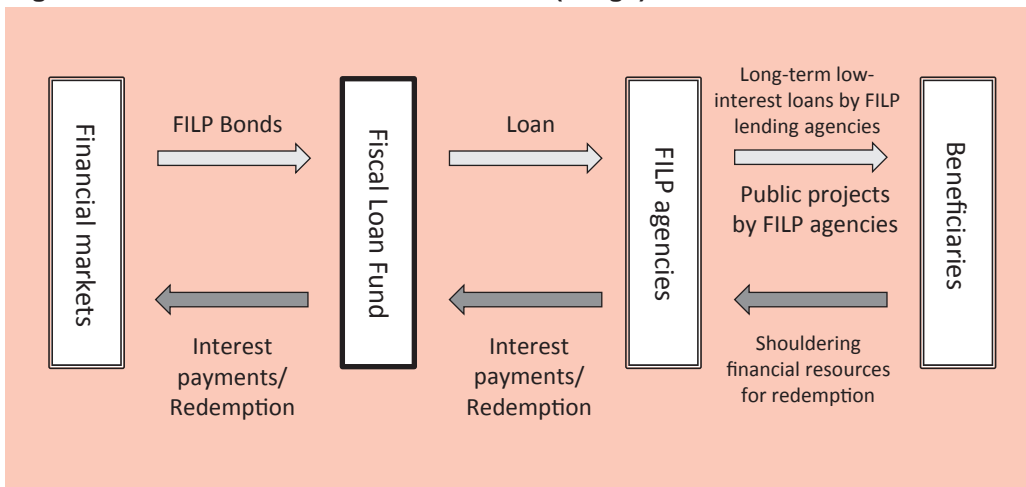 Financial markets
FILP Bonds
Interest
payments/
Redemption
Fiscal Loan Fund
Loan
Interest
payments/
Redemption
FILP agencies
Long-term low-
interest loans by FILP
lending agencies
Public projects
by FILP agencies
Shouldering
financial resources
for redemption
Beneficiaries